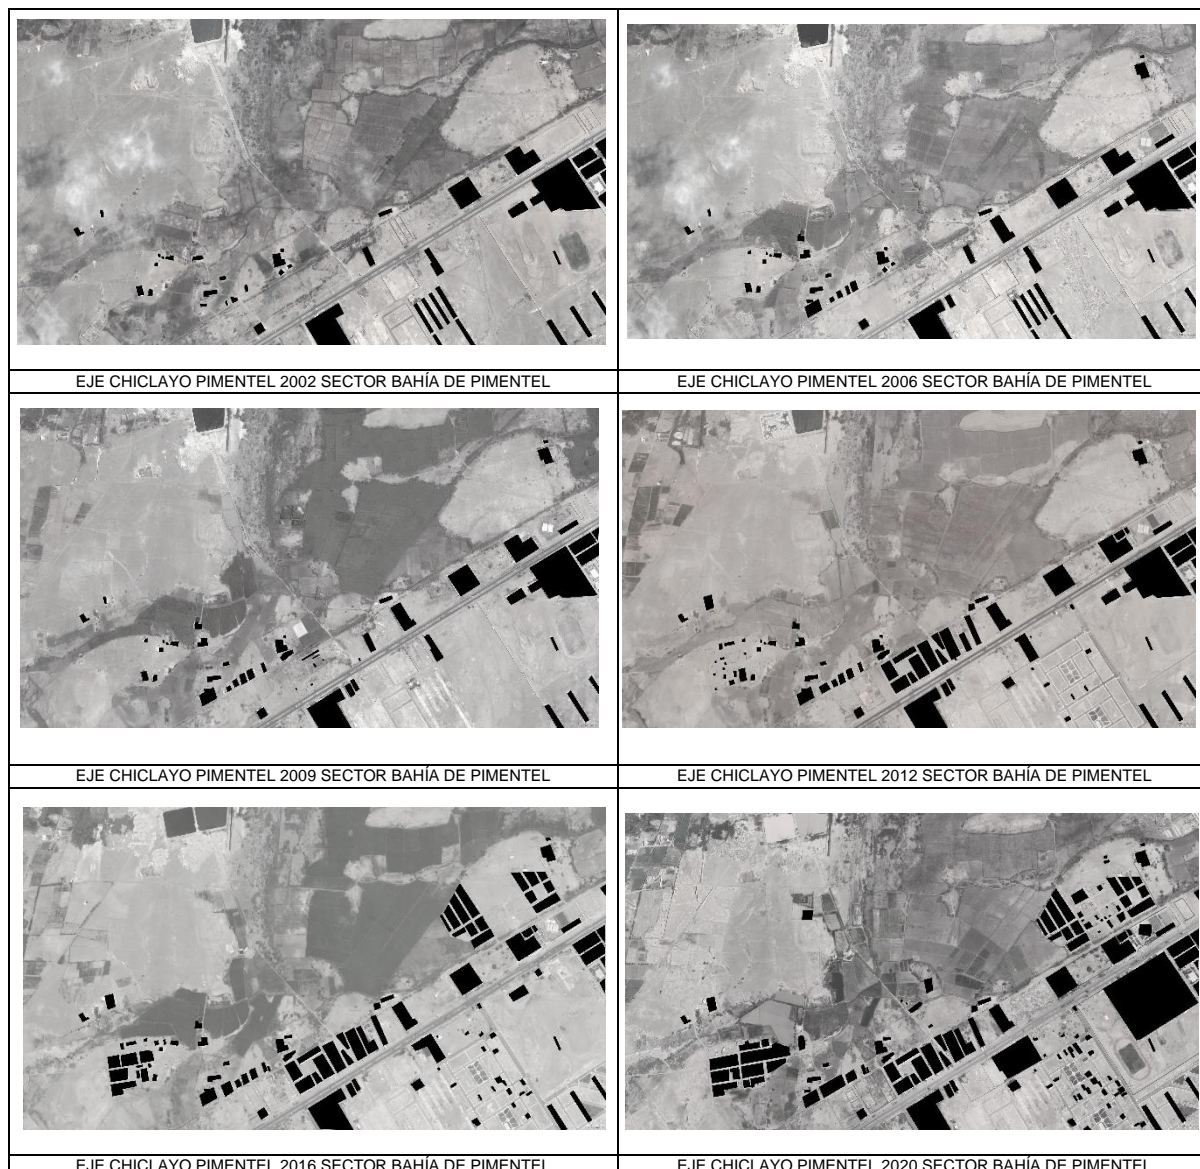 EJE CHICLAYO PIMENTEL 2002 SECTOR BAHÍA DE PIMENTEL
EJE CHICLAYO PIMENTEL 2006 SECTOR BAHÍA DE PIMENTEL
EJE CHICLAYO PIMENTEL 2009 SECTOR BAHÍA DE PIMENTEL
EJE CHICLAYO PIMENTEL 2012 SECTOR BAHÍA DE PIMENTEL
EJE CHICLAYO PIMENTEL 2016 SECTOR BAHÍA DE PIMENTEL
EJE CHICLAYO PIMENTEL 2020 SECTOR BAHÍA DE PIMENTEL